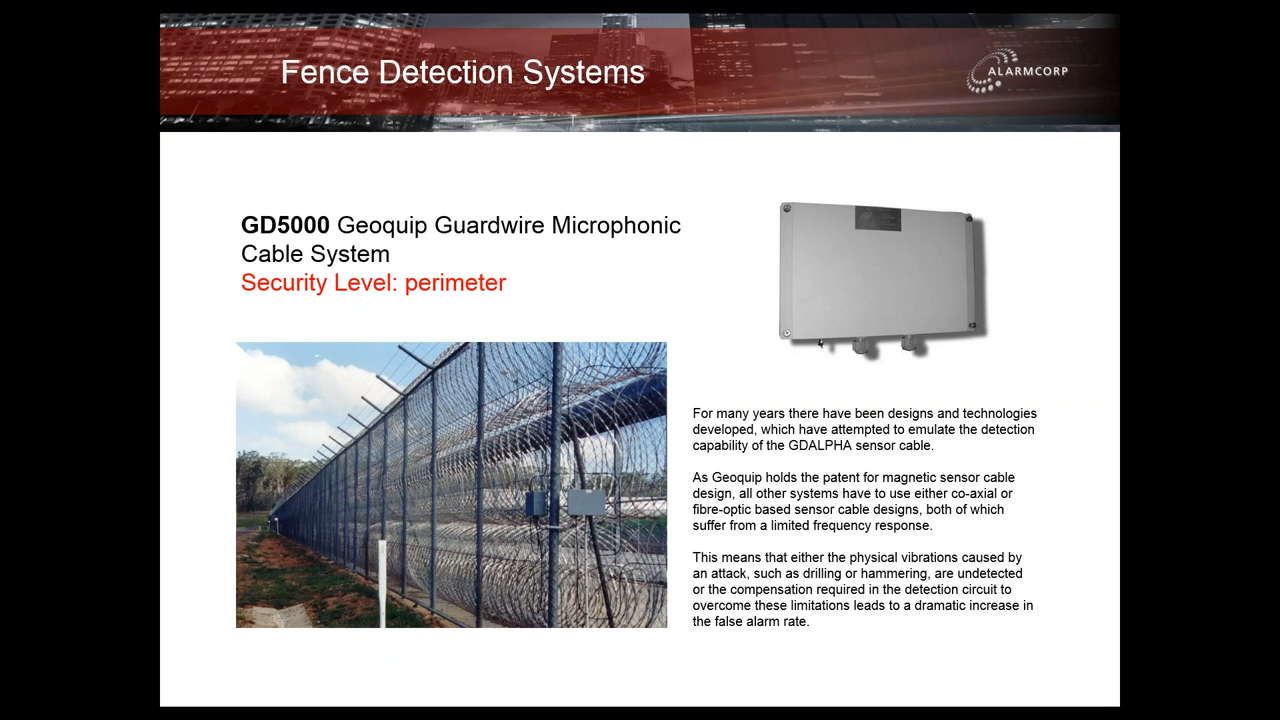 Fence Detection Systems
ALARMCORP
GD5000 Geoquip Guardwire Microphonic
Cable System
Security Level: perimeter
For many years there have been designs and technologies
developed, which have attempted to emulate the detection
capability of the GDALPHA sensor cable.
As Geoquip holds the patent for magnetic sensor cable
design, all other systems have to use either co-axial or
fibre-optic based sensor cable designs, both of which
suffer from a limited frequency response.
This means that either the physical vibrations caused by
an attack, such as drilling or hammering, are undetected
or the compensation required in the detection circuit to
overcome these limitations leads to a dramatic increase in
the false alarm rate.